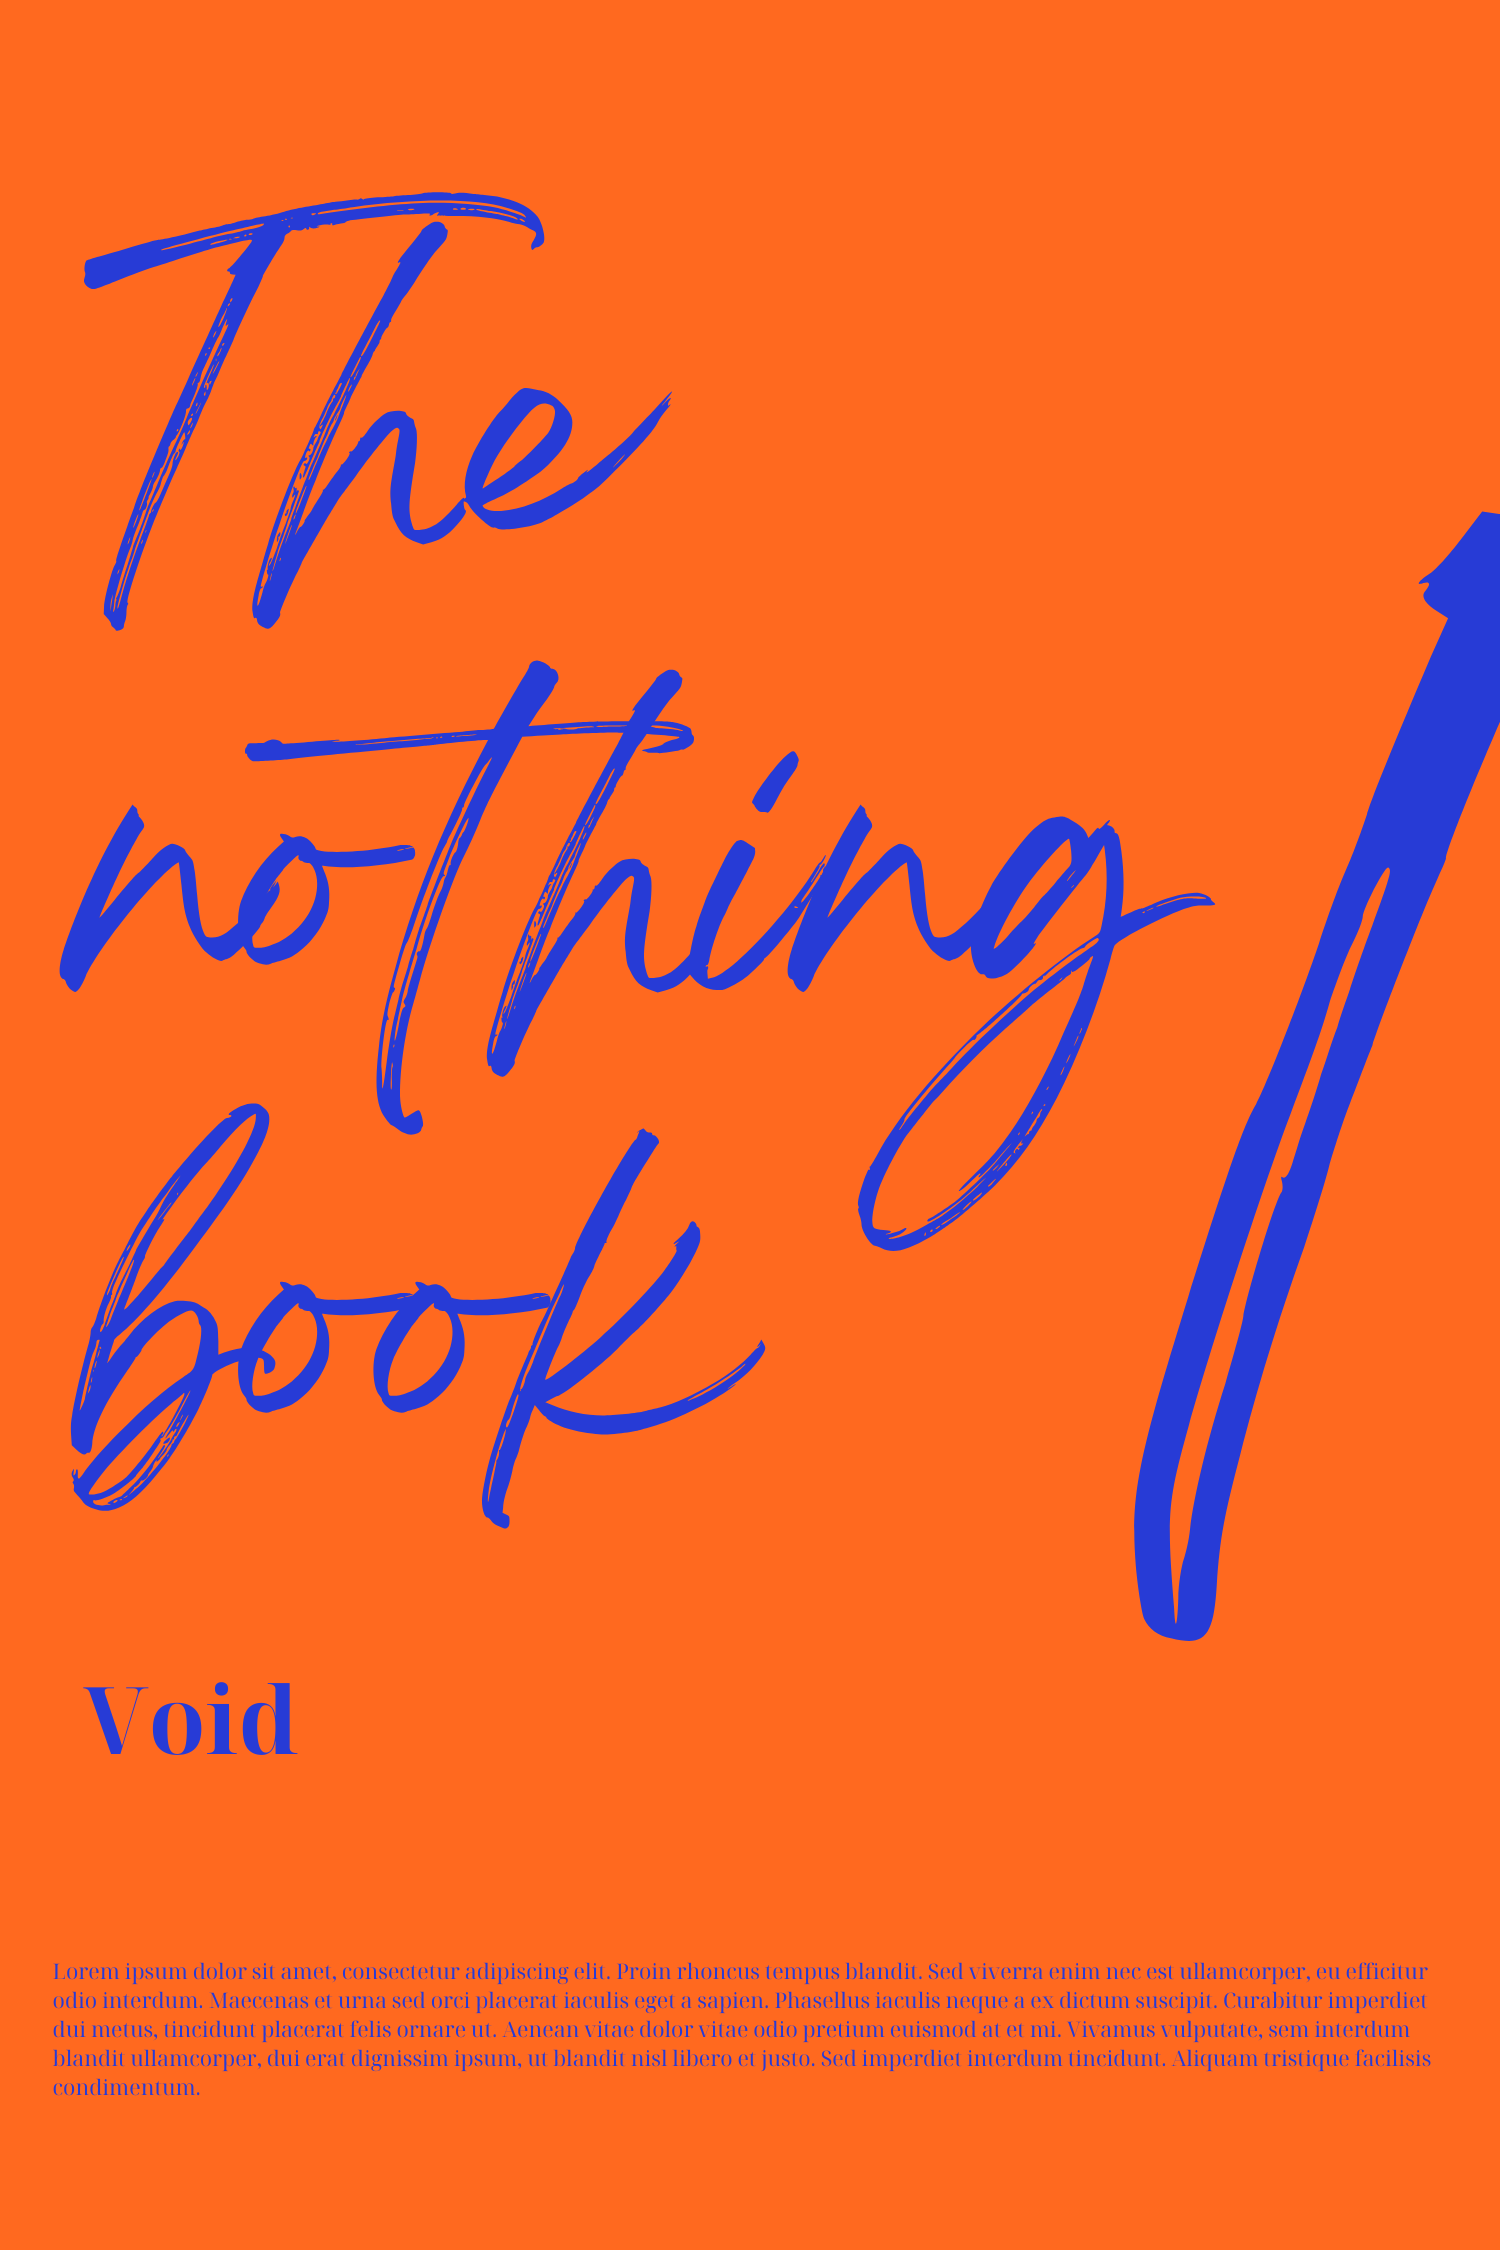 The
nothing
book
Void
Lorem ipsum dolor sit amet, consectetur adipiscing elit. Proin rhoncus tempus blandit. Sed viverra enim nec est ullamcorper, eu efficitur
odio interdum. Maecenas et urna sed orci placerat iaculis eget a sapien. Phasellus iaculis neque a ex dictum suscipit. Curabitur imperdiet
dui metus, tincidunt placerat felis ornare ut. Aenean vitae dolor vitae odio pretium euismod at et mi. Vivamus vulputate, sem interdum
blandit ullamcorper, dui erat dignissim ipsum, ut blandit nisl libero et justo. Sed imperdiet interdum tincidunt. Aliquam tristique facilisis
condimentum.